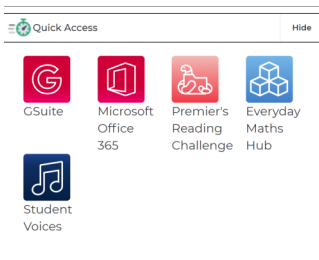 Quick Access
Hide
G
GSuite
Microsoft
Office
365
Premier's
Reading
Challenge
Everyday
Maths
Hub
Student
Voices